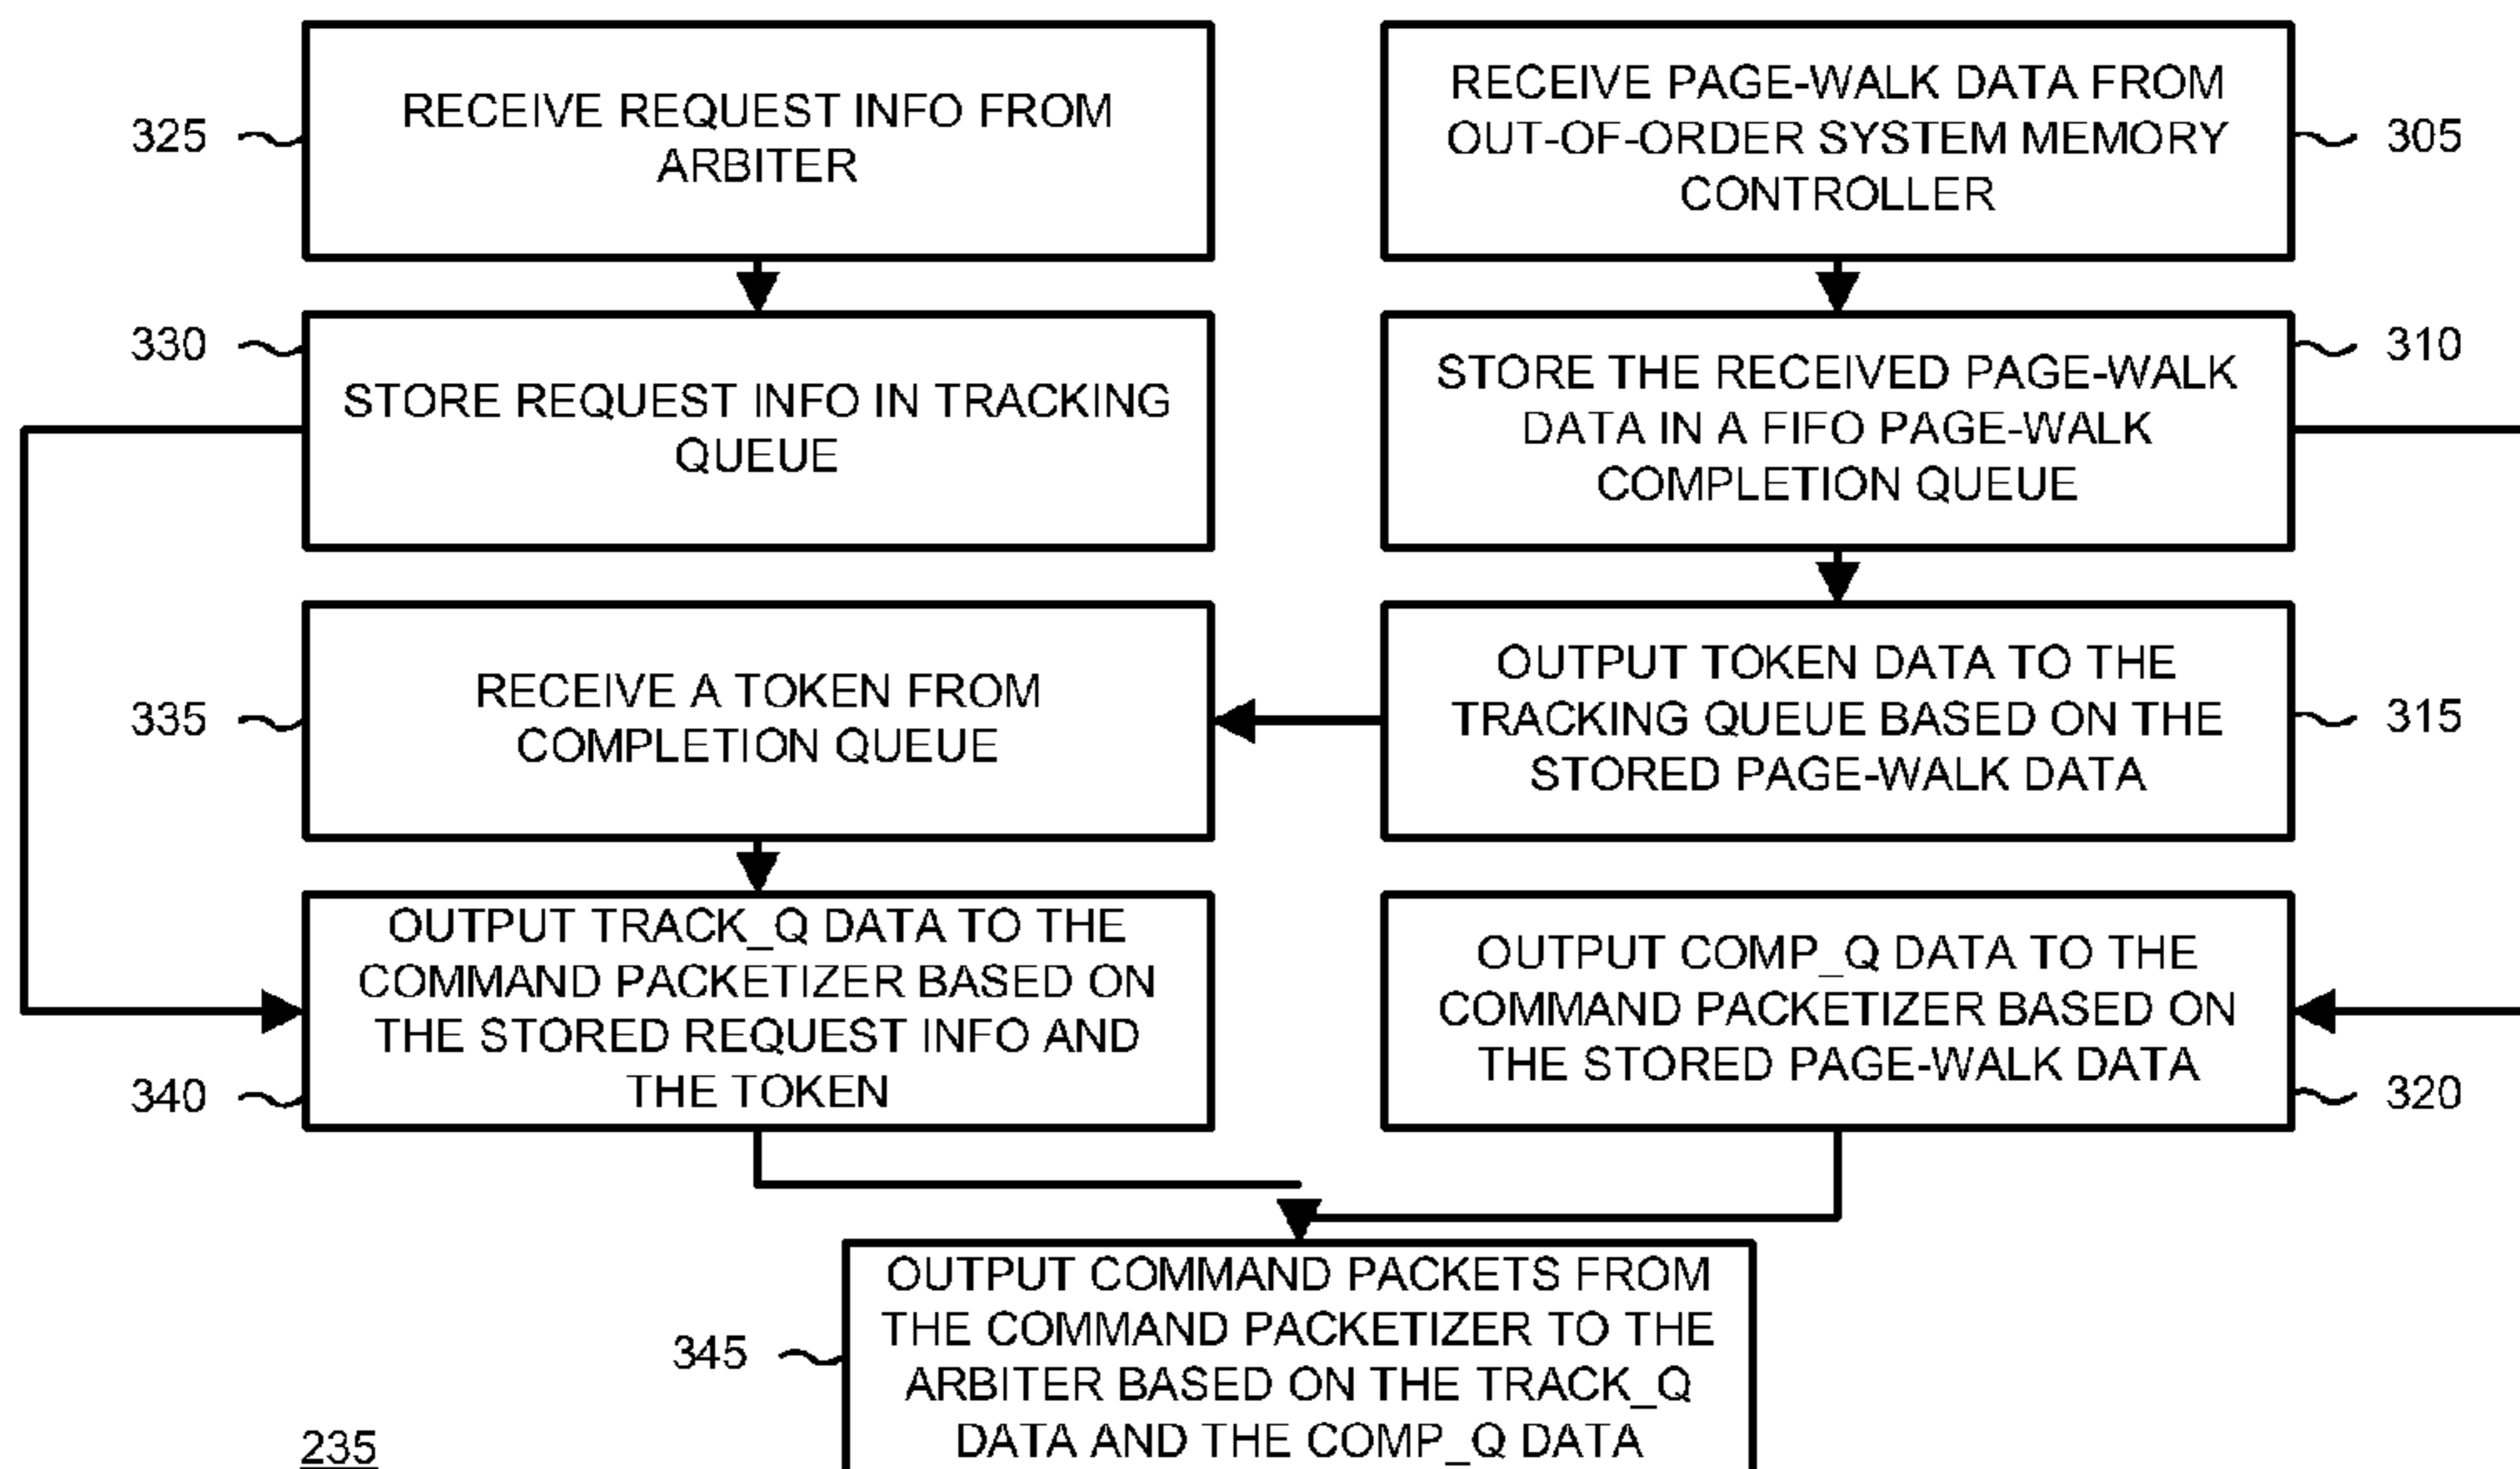 325
RECEIVE REQUEST INFO FROM
ARBITER
RECEIVE PAGE-WALK DATA FROM
OUT-OF-ORDER SYSTEM MEMORY
CONTROLLER
305
330
STORE REQUEST INFO IN TRACKING
QUEUE
STORE THE RECEIVED PAGE-WALK
DATA IN A FIFO PAGE-WALK
COMPLETION QUEUE
310
335
RECEIVE A TOKEN FROM
COMPLETION QUEUE
OUTPUT TOKEN DATA TO THE
TRACKING QUEUE BASED ON THE
STORED PAGE-WALK DATA
315
OUTPUT TRACK_Q DATA TO THE
COMMAND PACKETIZER BASED ON
THE STORED REQUEST INFO AND
THE TOKEN
340
OUTPUT COMP_Q DATA TO THE
COMMAND PACKETIZER BASED ON
THE STORED PAGE-WALK DATA
320
345
OUTPUT COMMAND PACKETS FROM
THE COMMAND PACKETIZER TO THE
ARBITER BASED ON THE TRACK_Q
DATA AND THE COMP_Q DATA
235